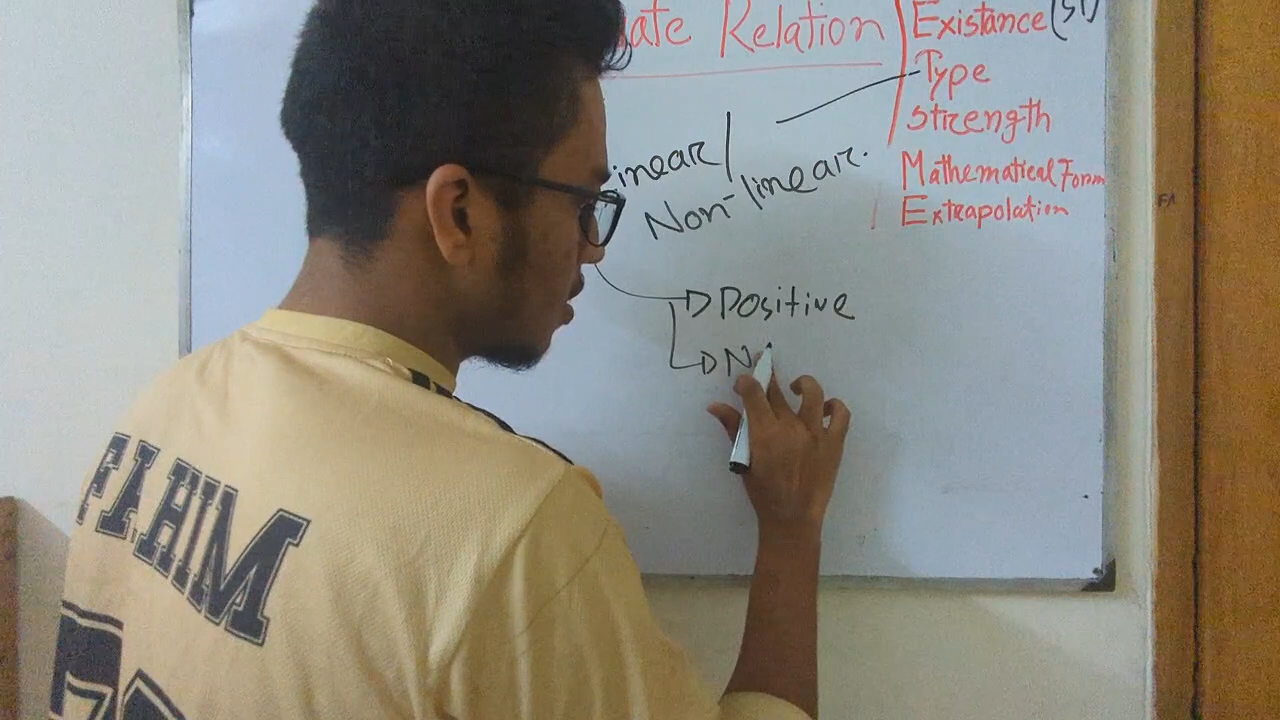 ate Relation
Existance (
Type
Strength
Mathematical Form
Extrapolation
inear/
Non-linear.
Positive
N
FAHIM